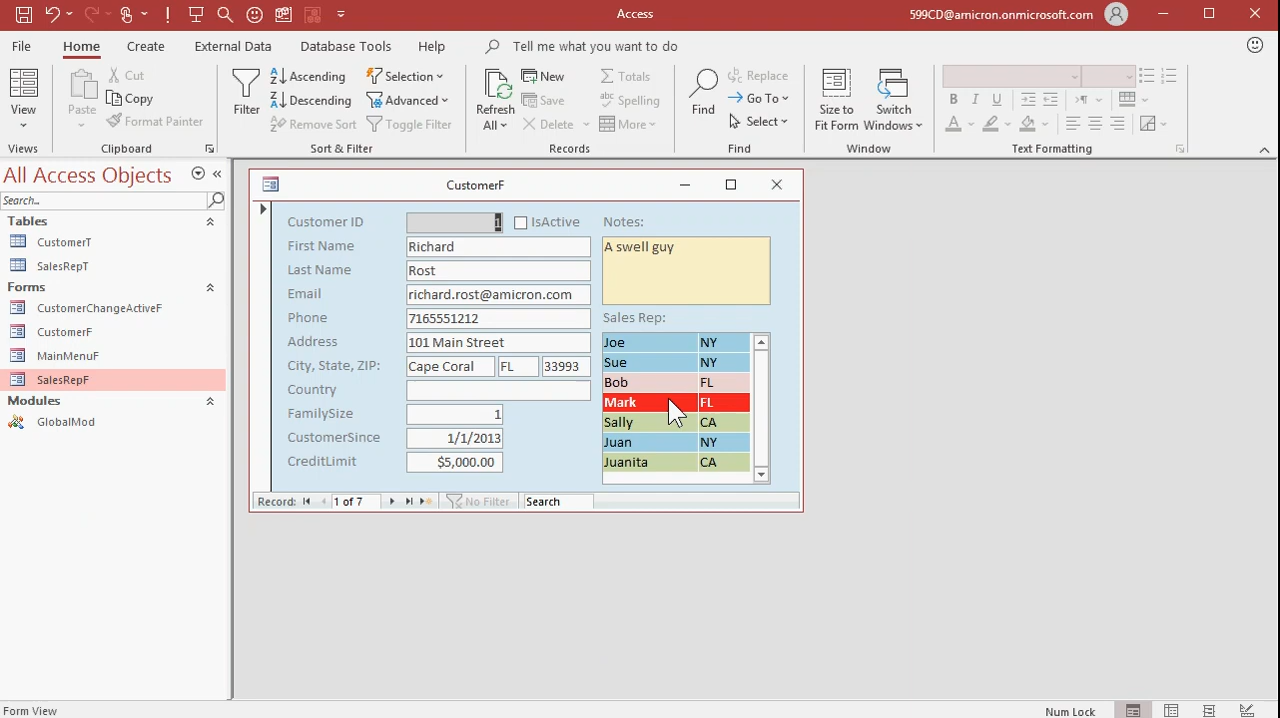 Access
599CD@amicron.onmicrosoft.com
File Home Create External Data Database Tools Help Tell me what you want to do
View
Views
Paste
Cut
Copy
Format Painter
Clipboard
Filter
Ascending
Descending
Remove Sort
Selection
Advanced
Toggle Filter
Sort & Filter
Refresh
All
New
Save
Delete
Totals
Spelling
More
Records
Find
Replace
Go To
Select
Find
Size to
Fit Form
Switch
Windows
Window
B I U
A
Text Formatting
All Access Objects
Search...
Tables
CustomerT
SalesRepT
Forms
CustomerChangeActiveF
CustomerF
MainMenuF
SalesRepF
Modules
GlobalMod
CustomerF
Customer ID 1 IsActive
First Name Richard
Last Name Rost
Email richard.rost@amicron.com
Phone 7165551212
Address 101 Main Street
City, State, ZIP: Cape Coral FL 33993
Country
FamilySize 1
CustomerSince 1/1/2013
CreditLimit $5,000.00
Notes:
A swell guy
Sales Rep:
Joe NY
Sue NY
Bob FL
Mark FL
Sally CA
Juan NY
Juanita CA
Record: 1 of 7 No Filter Search
Form View
Num Lock